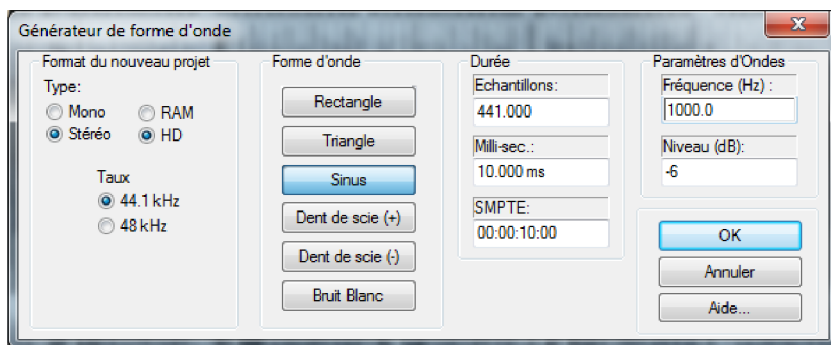 Générateur de forme d'onde
Format du nouveau projet
Type:
Mono
RAM
Stéréo
HD
Taux
44.1 kHz
48 kHz
Forme d'onde
Rectangle
Triangle
Sinus
Dent de scie (+)
Dent de scie (-)
Bruit Blanc
Durée
Echantillons:
441.000
Milli-sec.:
10.000 ms
SMPTE:
00:00:10:00
Paramètres d'Ondes
Fréquence (Hz) :
1000.0
Niveau (dB):
-6
OK
Annuler
Aide...